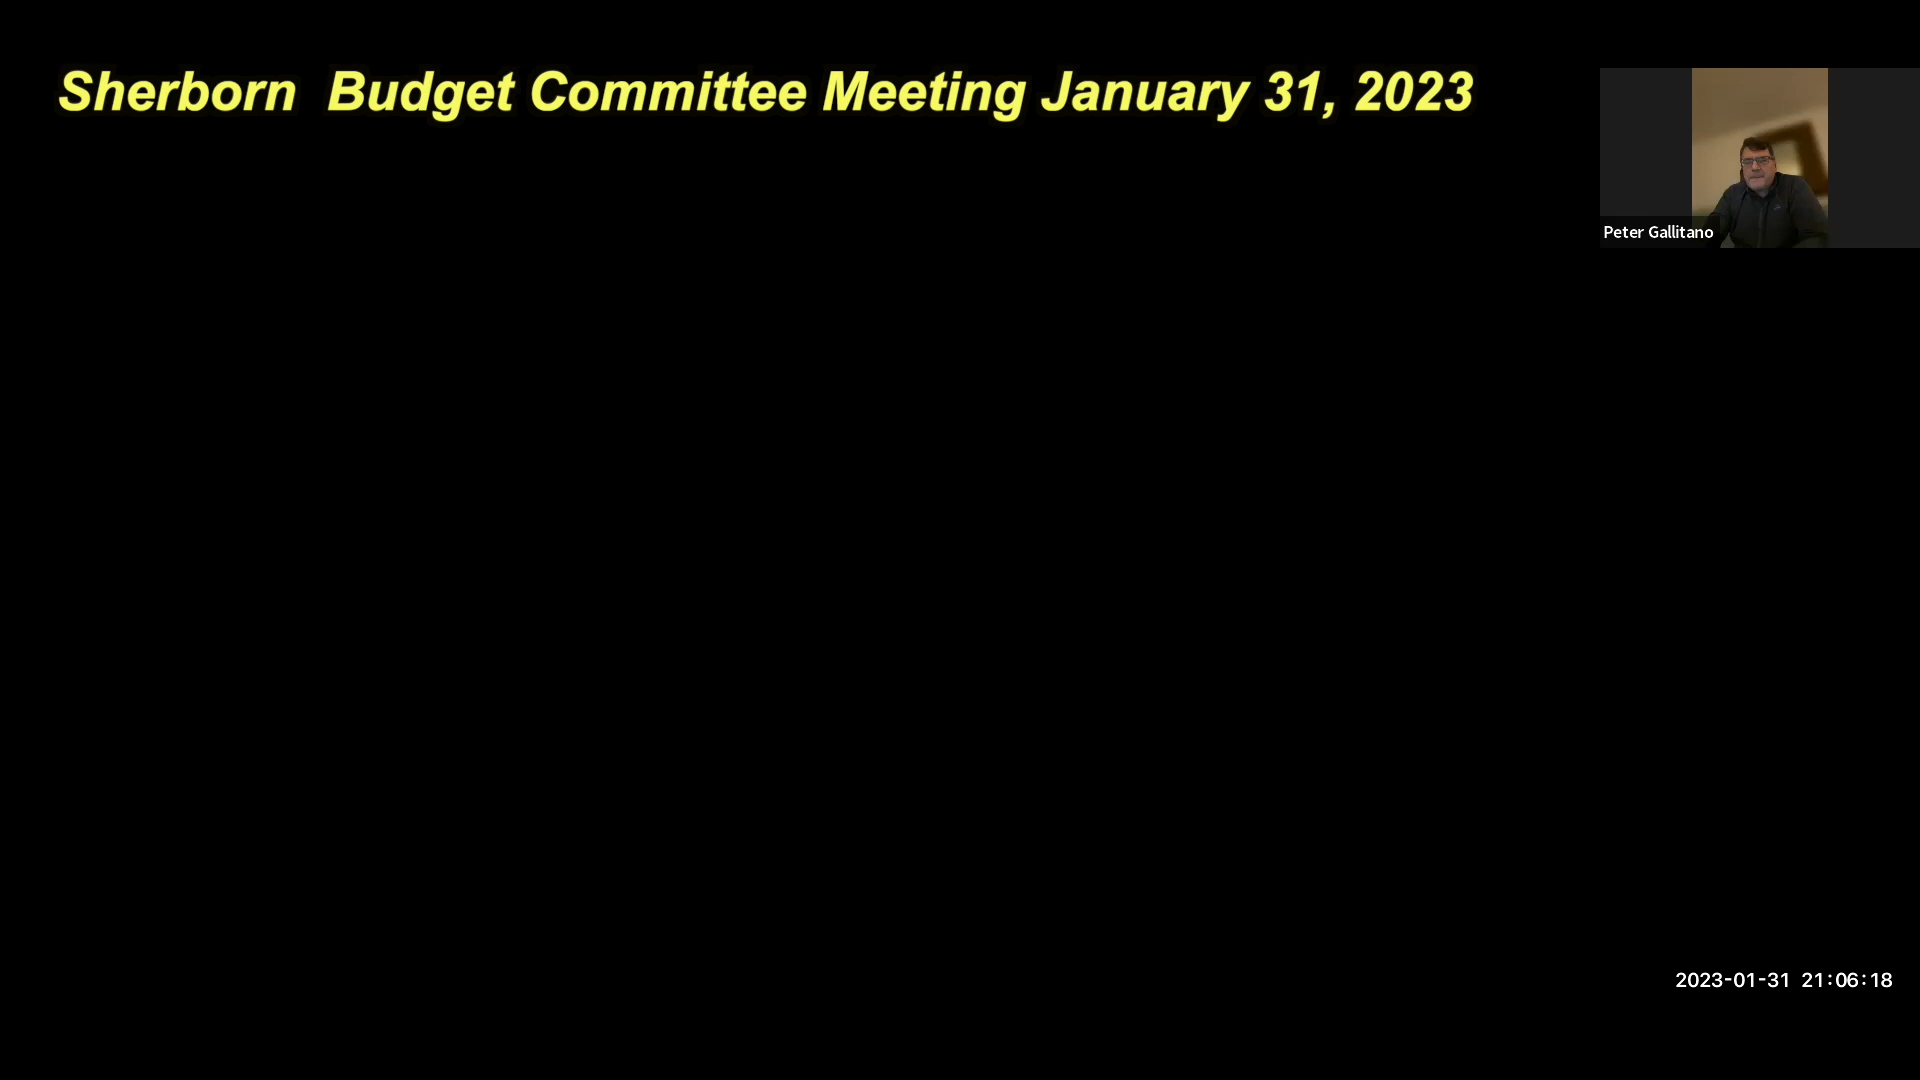 Sherborn  Budget Committee Meeting January 31, 2023
Peter Gallitano
2023-01-31 21:06:18